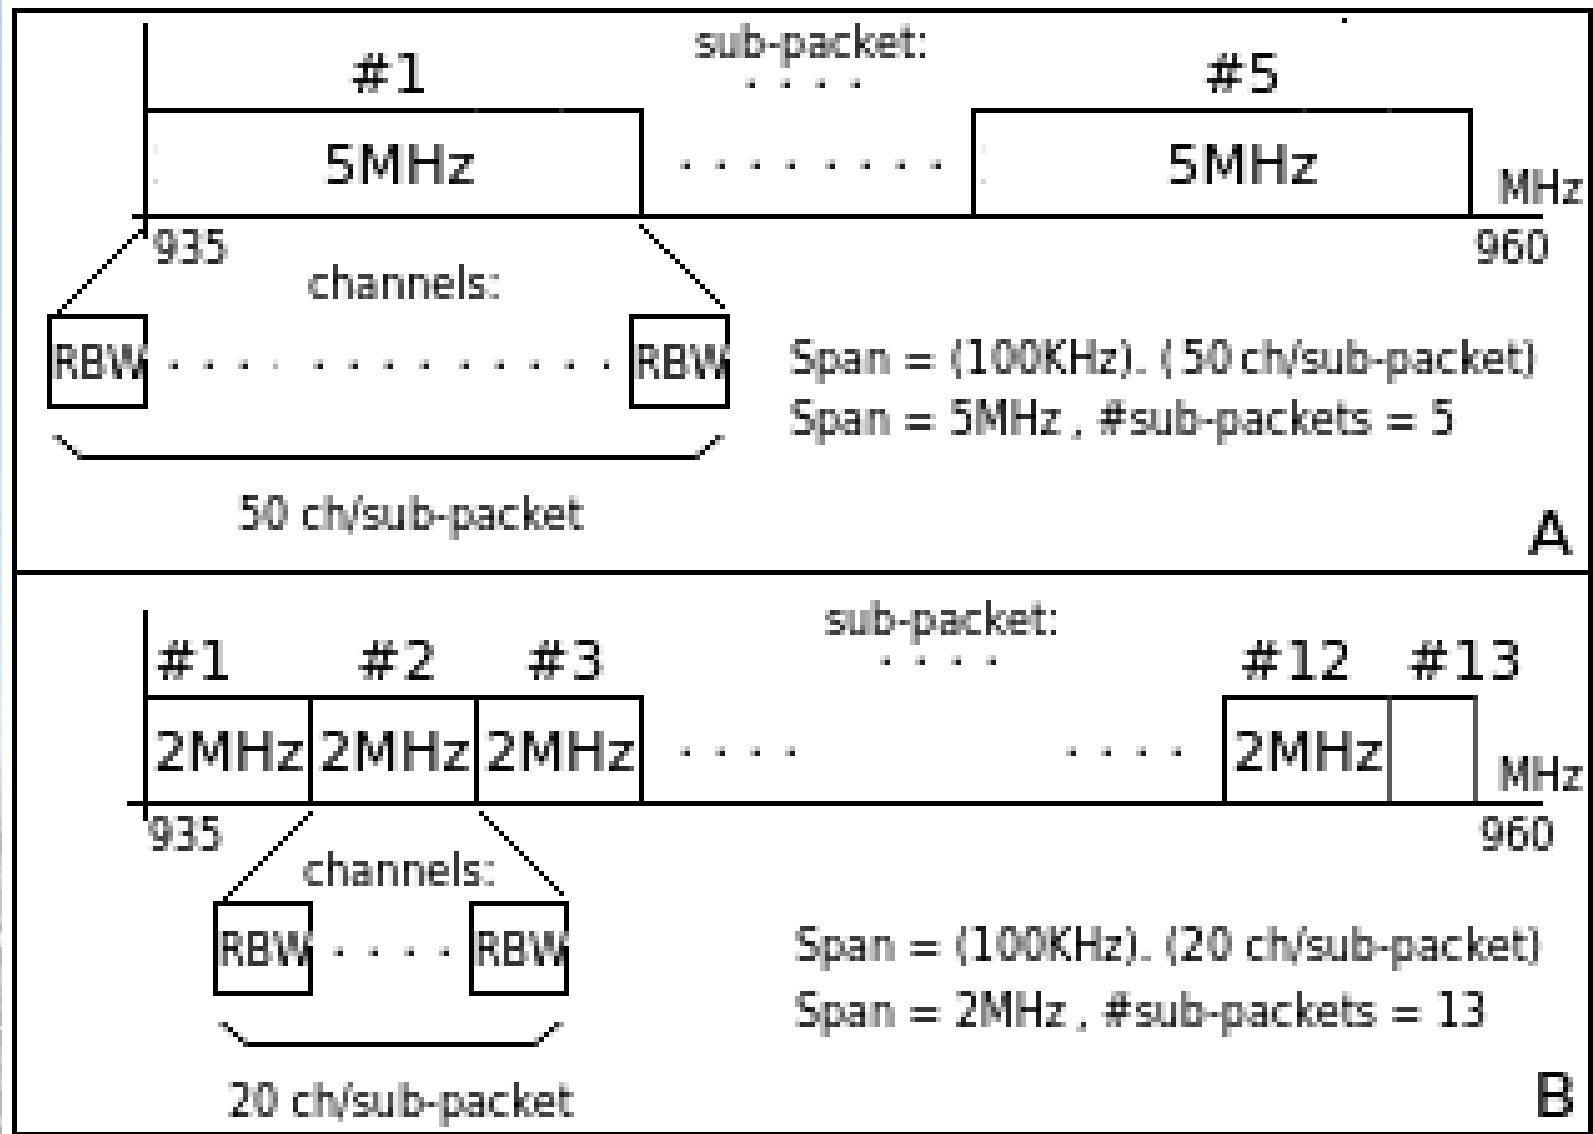 sub-packet:
#1 . . . . #5
5MHz . . . . . . . . 5MHz
MHz
935 960
channels:
RBW . . . . . . . . . . . . . RBW
Span = (100KHz). (50 ch/sub-packet)
Span = 5MHz , #sub-packets = 5
50 ch/sub-packet
A
sub-packet:
#1 #2 #3 . . . . #12 #13
2MHz 2MHz 2MHz . . . . . . . . 2MHz
MHz
935 960
channels:
RBW . . . . RBW
Span = (100KHz). (20 ch/sub-packet)
Span = 2MHz , #sub-packets = 13
20 ch/sub-packet
B